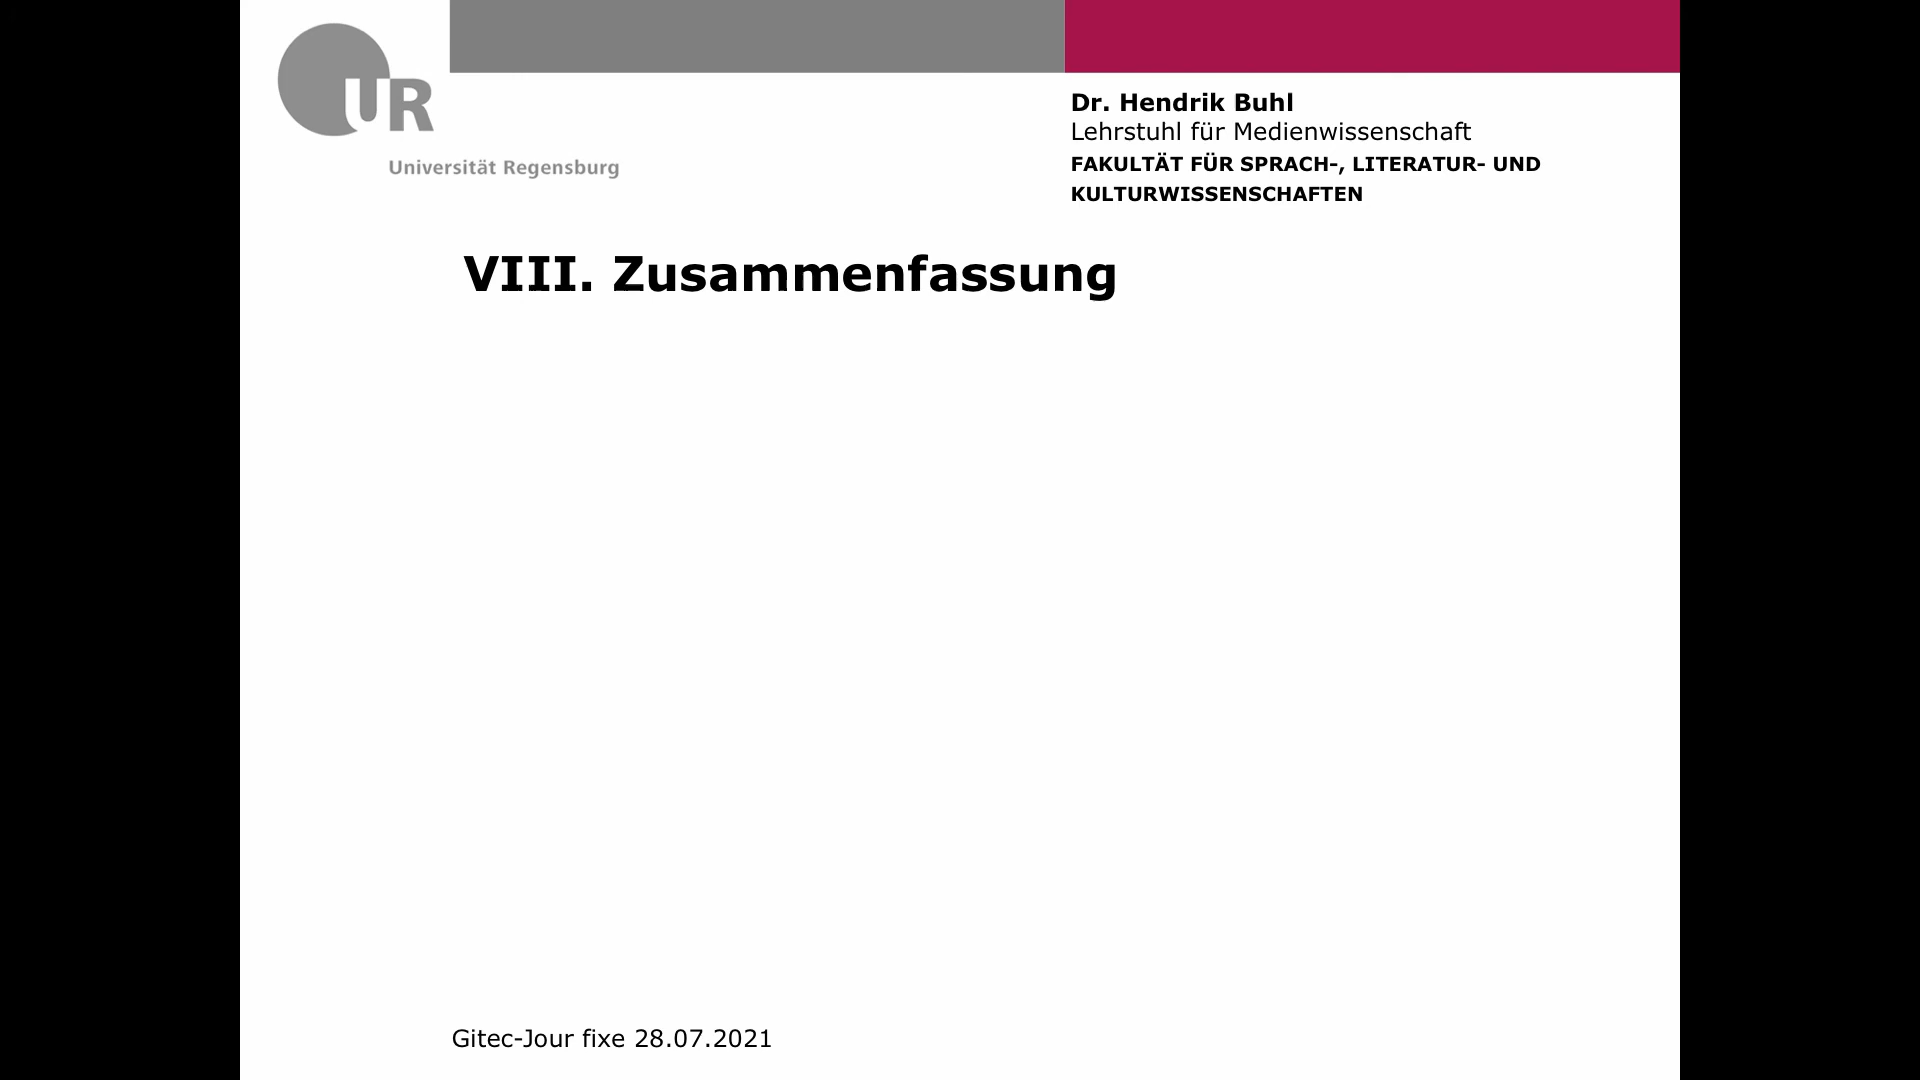 UR
Universität Regensburg
Dr. Hendrik Buhl
Lehrstuhl für Medienwissenschaft
FAKULTÄT FÜR SPRACH-, LITERATUR- UND
KULTURWISSENSCHAFTEN
VIII. Zusammenfassung
Gitec-Jour fixe 28.07.2021